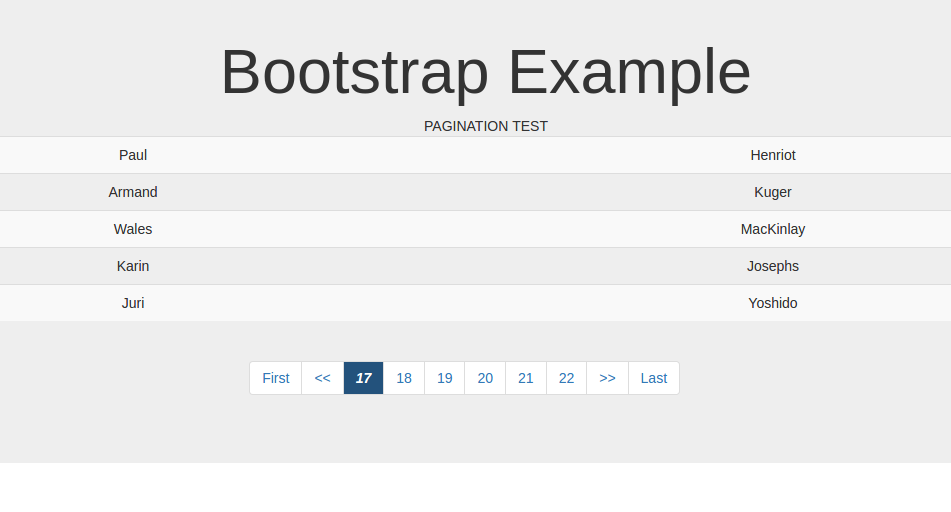 Bootstrap Example
PAGINATION TEST
Paul Henriot
Armand Kuger
Wales MacKinlay
Karin Josephs
Juri Yoshido
First << 17 18 19 20 21 22 >> Last